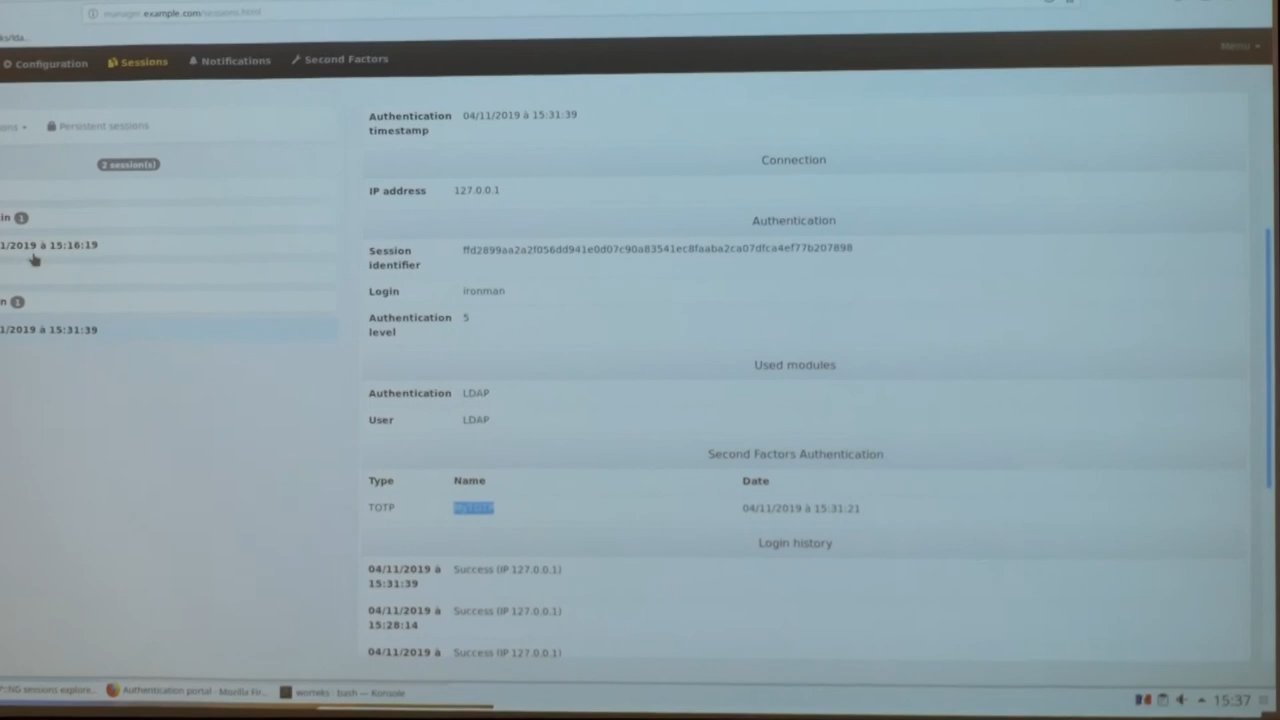 manager.example.com/sessions.html
Configuration Sessions Notifications Second Factors Menu
Persistent sessions
2 session(s)
in 1
1/2019 à 15:16:19
n 1
1/2019 à 15:31:39
Authentication timestamp 04/11/2019 à 15:31:39
Connection
IP address 127.0.0.1
Authentication
Session identifier ffd2899aa2a2f056dd941e0d07c90a83541ec8faaba2ca07dfca4ef77b207898
Login ironman
Authentication level 5
Used modules
Authentication LDAP
User LDAP
Second Factors Authentication
Type Name Date
TOTP MyTOTP 04/11/2019 à 15:31:21
Login history
04/11/2019 à 15:31:39 Success (IP 127.0.0.1)
04/11/2019 à 15:28:14 Success (IP 127.0.0.1)
04/11/2019 à Success (IP 127.0.0.1)
::NG sessions explore... Authentication portal - Mozilla Fir... worteks : bash — Konsole 15:37